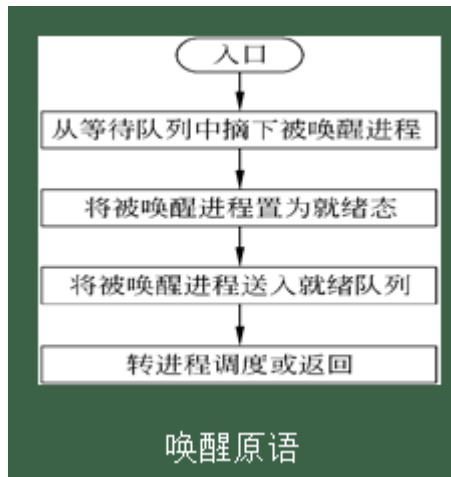 入口
从等待队列中摘下被唤醒进程
将被唤醒进程置为就绪态
将被唤醒进程送入就绪队列
转进程调度或返回
唤醒原语